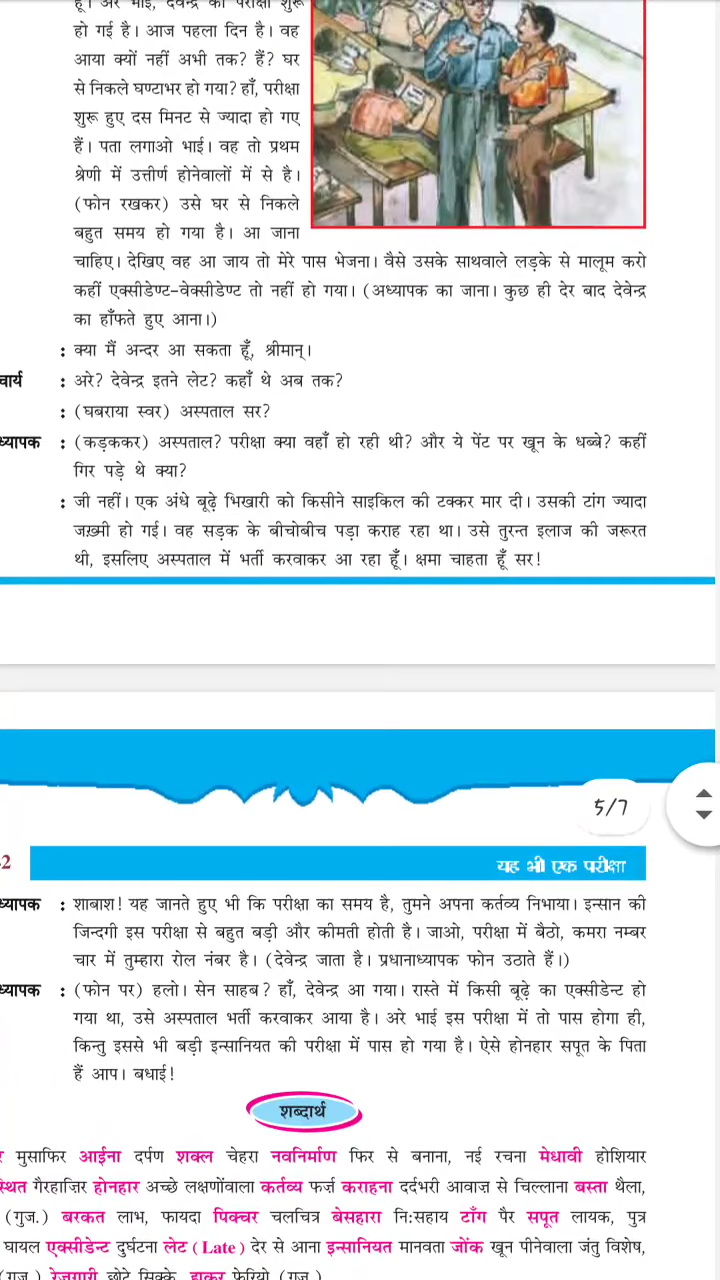 हूँ। अरे भाई, देवेन्द्र की परीक्षा शुरू
हो गई है। आज पहला दिन है। वह
आया क्यों नहीं अभी तक? हैं? घर
से निकले घण्टाभर हो गया? हाँ, परीक्षा
शुरू हुए दस मिनट से ज्यादा हो गए
हैं। पता लगाओ भाई। वह तो प्रथम
श्रेणी में उत्तीर्ण होनेवालों में से है।
(फोन रखकर) उसे घर से निकले
बहुत समय हो गया है। आ जाना
चाहिए। देखिए वह आ जाय तो मेरे पास भेजना। वैसे उसके साथवाले लड़के से मालूम करो
कहीं एक्सीडेण्ट-वेक्सीडेण्ट तो नहीं हो गया। (अध्यापक का जाना। कुछ ही देर बाद देवेन्द्र
का हाँफते हुए आना।)
: क्या मैं अन्दर आ सकता हूँ, श्रीमान्।
चार्य : अरे? देवेन्द्र इतने लेट? कहाँ थे अब तक?
: (घबराया स्वर) अस्पताल सर?
ध्यापक : (कड़ककर) अस्पताल? परीक्षा क्या वहाँ हो रही थी? और ये पेंट पर खून के धब्बे? कहीं
गिर पड़े थे क्या?
: जी नहीं। एक अंधे बूढ़े भिखारी को किसीने साइकिल की टक्कर मार दी। उसकी टांग ज्यादा
जख़्मी हो गई। वह सड़क के बीचोबीच पड़ा कराह रहा था। उसे तुरन्त इलाज की जरूरत
थी, इसलिए अस्पताल में भर्ती करवाकर आ रहा हूँ। क्षमा चाहता हूँ सर!
5/7
2 यह भी एक परीक्षा
ध्यापक : शाबाश! यह जानते हुए भी कि परीक्षा का समय है, तुमने अपना कर्तव्य निभाया। इन्सान की
जिन्दगी इस परीक्षा से बहुत बड़ी और कीमती होती है। जाओ, परीक्षा में बैठो, कमरा नम्बर
चार में तुम्हारा रोल नंबर है। (देवेन्द्र जाता है। प्रधानाध्यापक फोन उठाते हैं।)
ध्यापक : (फोन पर) हलो। सेन साहब? हाँ, देवेन्द्र आ गया। रास्ते में किसी बूढ़े का एक्सीडेन्ट हो
गया था, उसे अस्पताल भर्ती करवाकर आया है। अरे भाई इस परीक्षा में तो पास होगा ही,
किन्तु इससे भी बड़ी इन्सानियत की परीक्षा में पास हो गया है। ऐसे होनहार सपूत के पिता
हैं आप। बधाई!
शब्दार्थ
मुसाफिर आईना दर्पण शक्ल चेहरा नवनिर्माण फिर से बनाना, नई रचना मेधावी होशियार
स्थित गैरहाज़िर होनहार अच्छे लक्षणोंवाला कर्तव्य फर्ज़ कराहना दर्दभरी आवाज़ से चिल्लाना बस्ता थैला,
(गुज.) बरकत लाभ, फायदा पिक्चर चलचित्र बेसहारा नि:सहाय टाँग पैर सपूत लायक, पुत्र
घायल एक्सीडेन्ट दुर्घटना लेट (Late) देर से आना इन्सानियत मानवता जोंक खून पीनेवाला जंतु विशेष,
(गुज.) रेज़गारी छोटे सिक्के, हाकर फेरियो (गुज.)